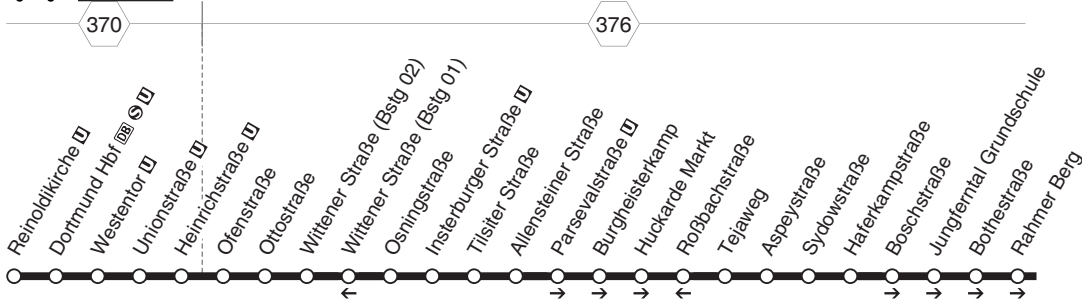 370
376
Reinoldikirche U
Dortmund Hbf DB S U
Westentor U
Unionstraße U
Heinrichstraße U
Ofenstraße
Ottostraße
Wittener Straße (Bstg 02)
Wittener Straße (Bstg 01)
Osningstraße
Insterburger Straße U
Tilsiter Straße
Allensteiner Straße
Parsevalstraße U
Burgheisterkamp
Huckarde Markt
Roßbachstraße
Tejaweg
Aspeystraße
Sydowstraße
Haferkampstraße
Boschstraße
Jungferntal Grundschule
Bothestraße
Rahmer Berg